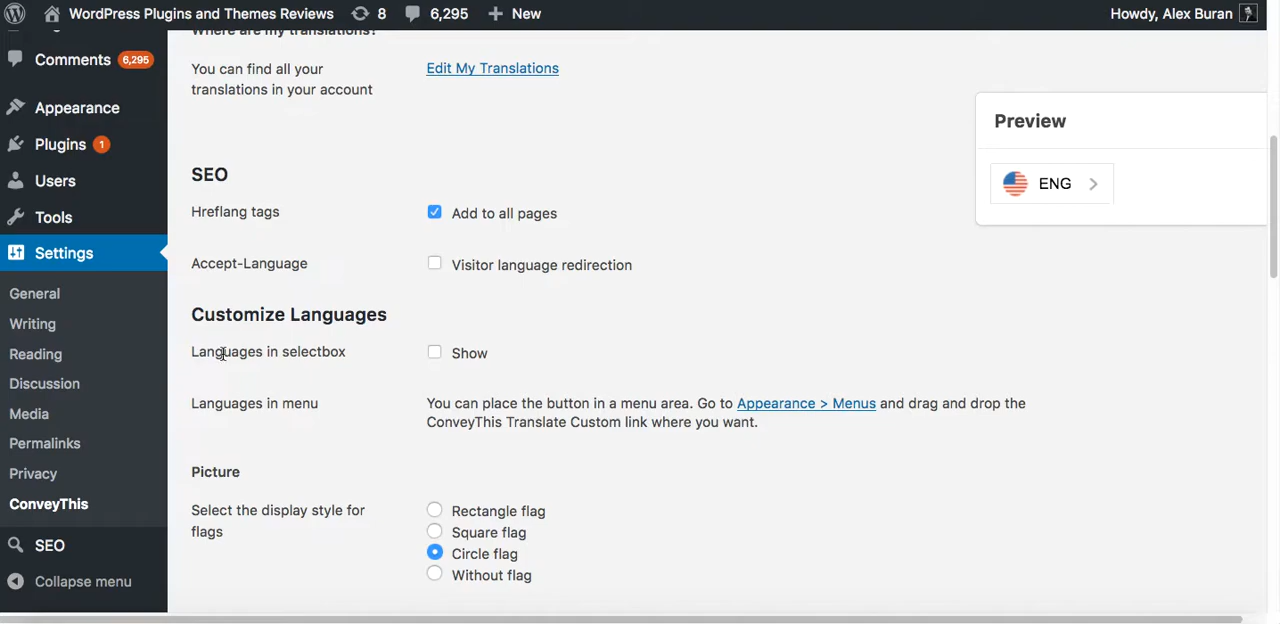 WordPress Plugins and Themes Reviews 8 6,295 New Howdy, Alex Buran
Comments 6,295
Appearance
Plugins 1
Users
Tools
Settings
General
Writing
Reading
Discussion
Media
Permalinks
Privacy
ConveyThis
SEO
Collapse menu
Where are my translations?
You can find all your
translations in your account
Edit My Translations
SEO
Hreflang tags
Add to all pages
Accept-Language
Visitor language redirection
Customize Languages
Languages in selectbox
Show
Languages in menu
You can place the button in a menu area. Go to Appearance > Menus and drag and drop the
ConveyThis Translate Custom link where you want.
Picture
Select the display style for
flags
Rectangle flag
Square flag
Circle flag
Without flag
Preview
ENG